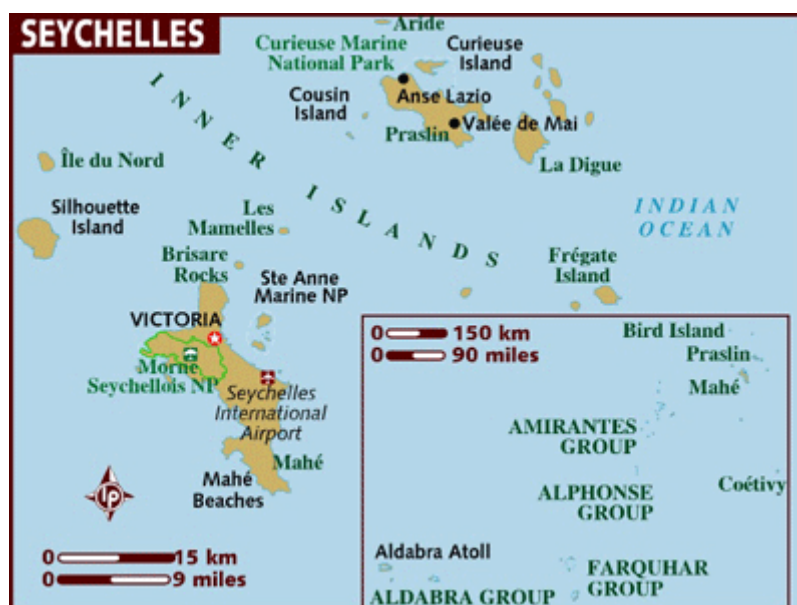 SEYCHELLES
Aride
Curieuse Marine
National Park
Curieuse
Island
Cousin
Island
Anse Lazio
Valée de Mai
Praslin
La Digue
INNER ISLANDS
Île du Nord
Silhouette
Island
Les
Mamelles
INDIAN
OCEAN
Brisare
Rocks
Ste Anne
Marine NP
Frégate
Island
VICTORIA
Morne
Seychellois NP
Seychelles
International
Airport
Mahé
Mahé
Beaches
LP
0 15 km
0 9 miles
0 150 km
0 90 miles
Bird Island
Praslin
Mahé
AMIRANTES
GROUP
ALPHONSE
GROUP
Coétivy
Aldabra Atoll
ALDABRA GROUP
FARQUHAR
GROUP